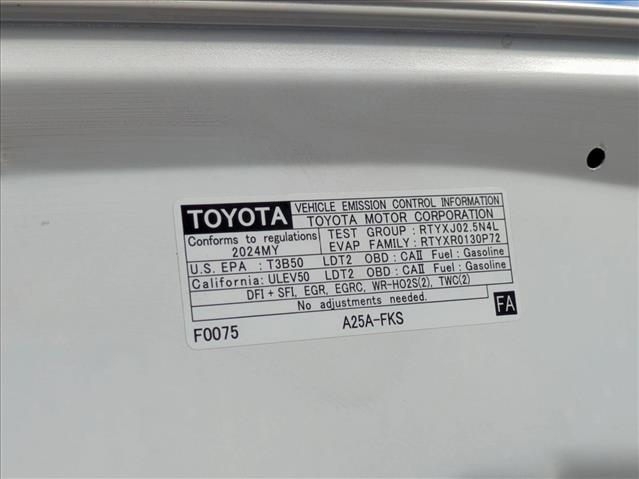 TOYOTA
VEHICLE EMISSION CONTROL INFORMATION
TOYOTA MOTOR CORPORATION
Conforms to regulations
2024MY
TEST GROUP : RTYXJ02.5N4L
EVAP FAMILY : RTYXR0130P72
U.S. EPA : T3B50 LDT2 OBD : CAII Fuel : Gasoline
California: ULEV50 LDT2 OBD : CAII Fuel : Gasoline
DFI + SFI, EGR, EGRC, WR-HO2S(2), TWC(2)
No adjustments needed.
F0075 A25A-FKS FA